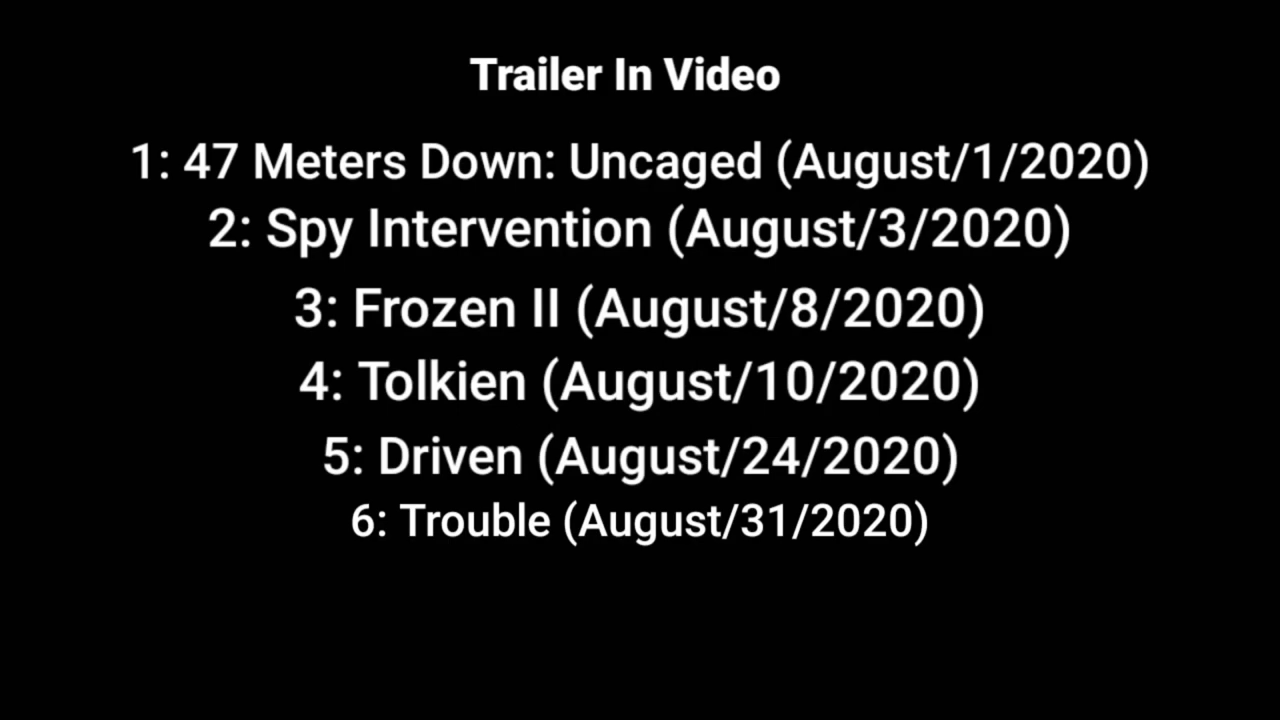 Trailer In Video
1: 47 Meters Down: Uncaged (August/1/2020)
2: Spy Intervention (August/3/2020)
3: Frozen II (August/8/2020)
4: Tolkien (August/10/2020)
5: Driven (August/24/2020)
6: Trouble (August/31/2020)